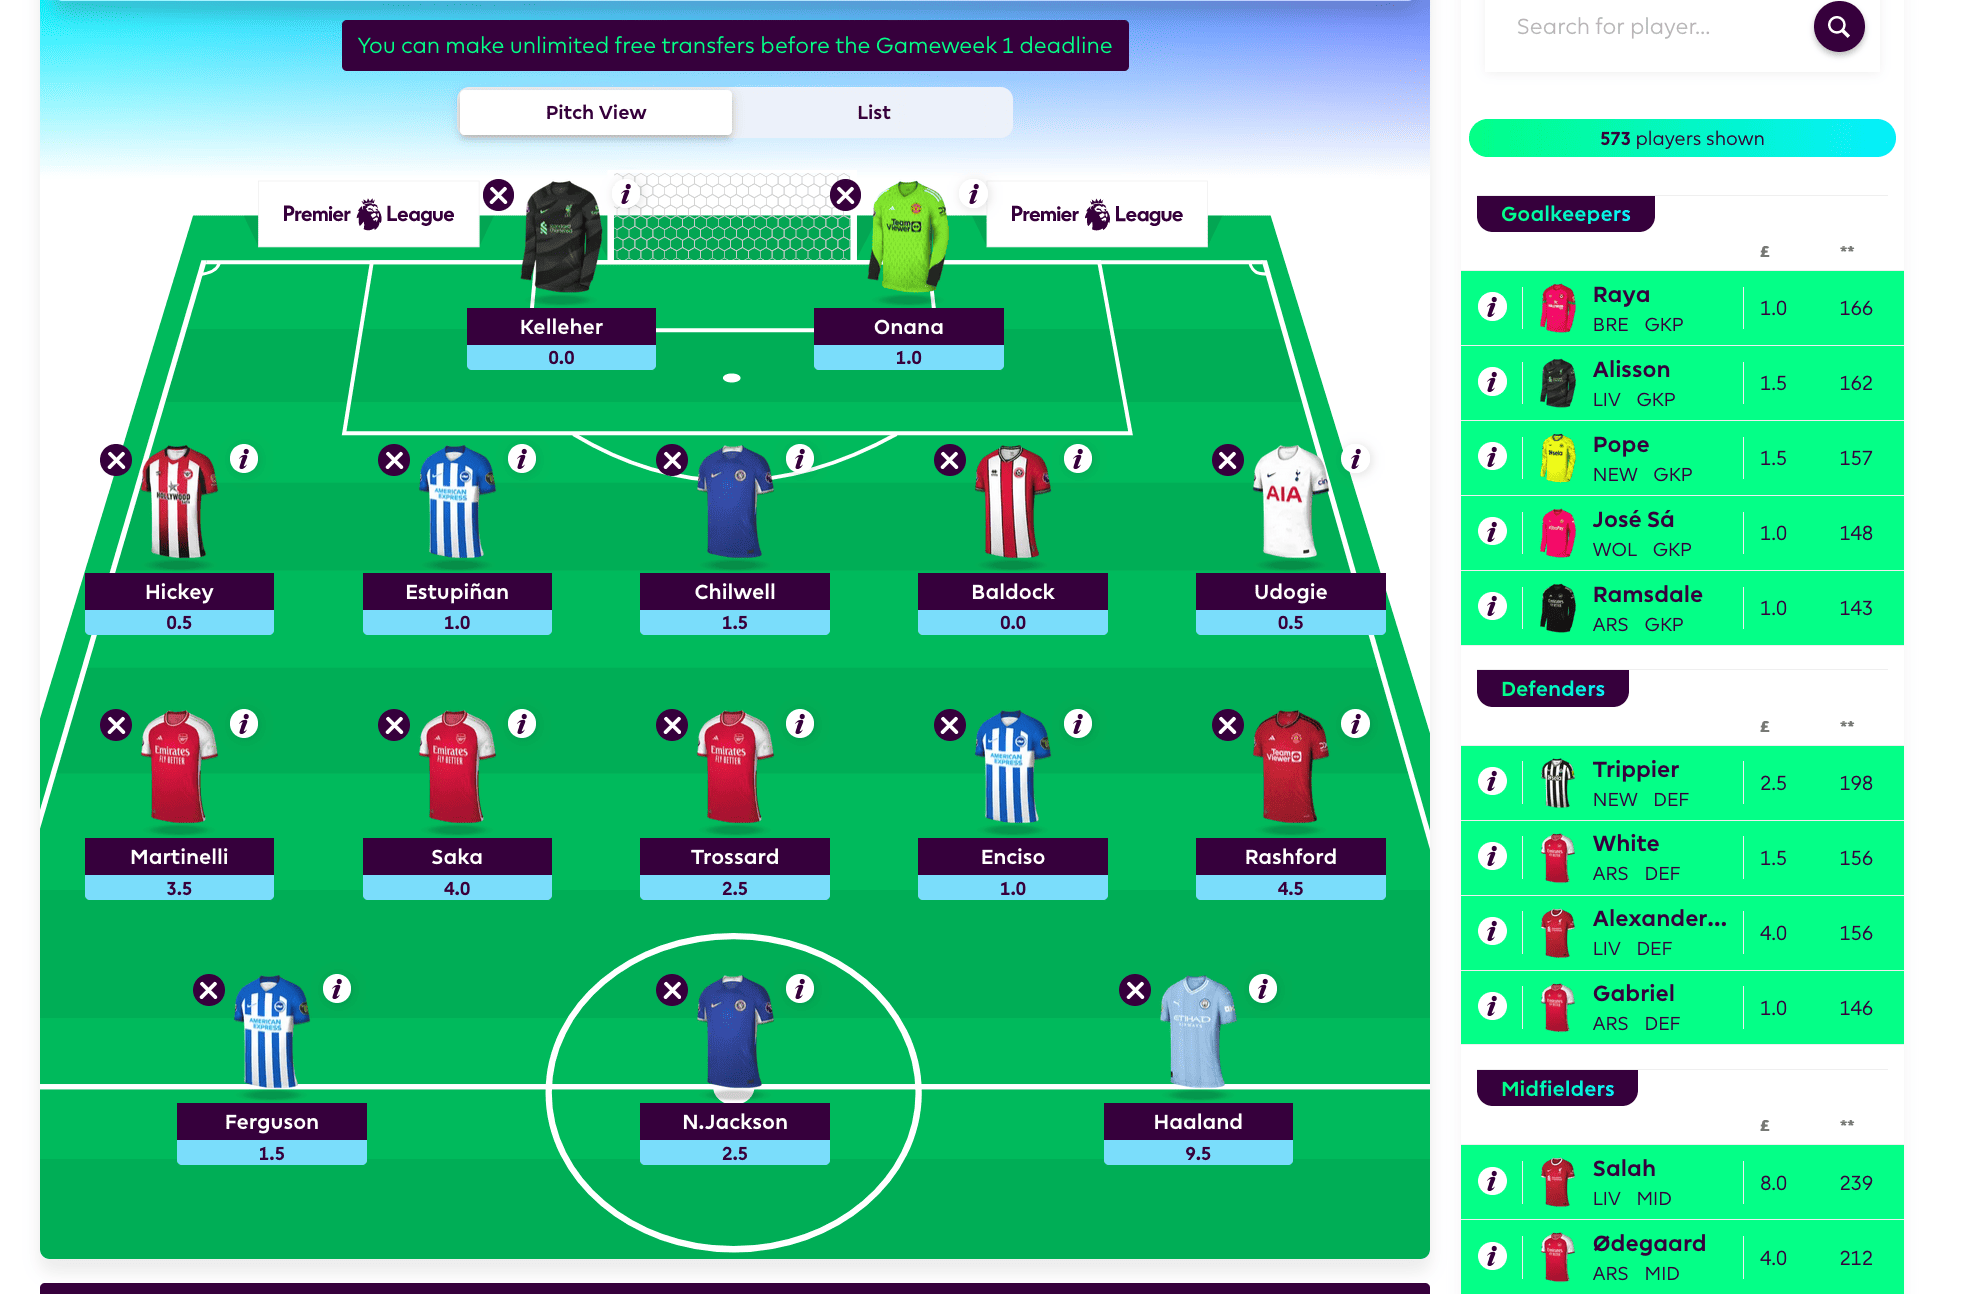 You can make unlimited free transfers before the Gameweek 1 deadline
Pitch View List
Premier League Premier League
Kelleher Onana
0.0 1.0
Hickey Estupiñan Chilwell Baldock Udogie
0.5 1.0 1.5 0.0 0.5
Martinelli Saka Trossard Enciso Rashford
3.5 4.0 2.5 1.0 4.5
Ferguson N.Jackson Haaland
1.5 2.5 9.5
Search for player...
573 players shown
Goalkeepers
£ **
Raya
BRE GKP 1.0 166
Alisson
LIV GKP 1.5 162
Pope
NEW GKP 1.5 157
José Sá
WOL GKP 1.0 148
Ramsdale
ARS GKP 1.0 143
Defenders
£ **
Trippier
NEW DEF 2.5 198
White
ARS DEF 1.5 156
Alexander...
LIV DEF 4.0 156
Gabriel
ARS DEF 1.0 146
Midfielders
£ **
Salah
LIV MID 8.0 239
Ødegaard
ARS MID 4.0 212